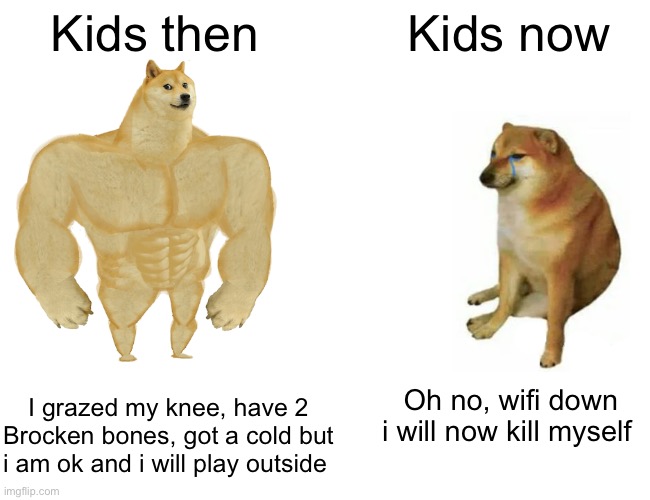 Kids then
Kids now
I grazed my knee, have 2
Brocken bones, got a cold but
i am ok and i will play outside
Oh no, wifi down
i will now kill myself
imgflip.com